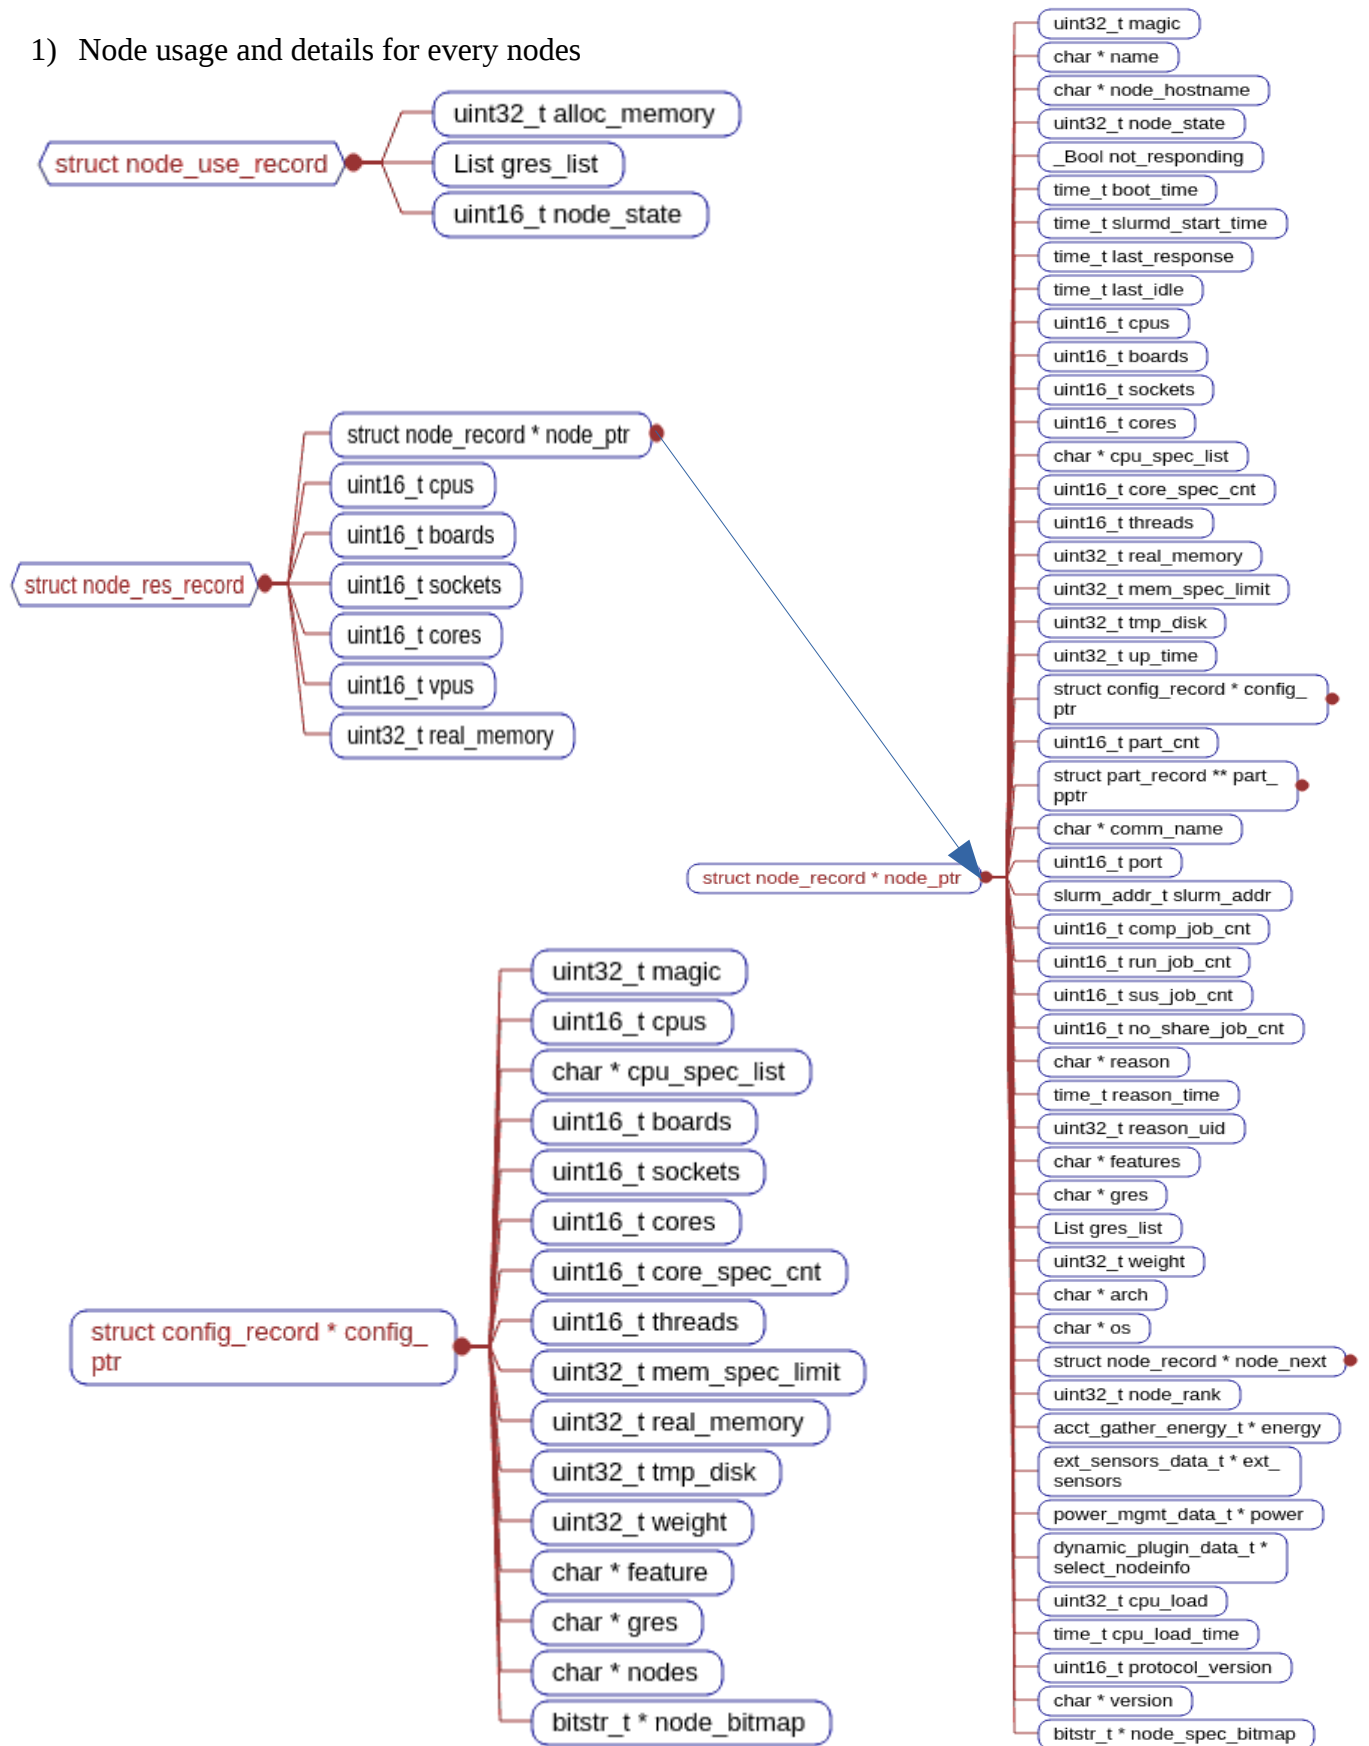 1) Node usage and details for every nodes
struct node_use_record
uint32_t alloc_memory
List gres_list
uint16_t node_state
struct node_res_record
struct node_record * node_ptr
uint16_t cpus
uint16_t boards
uint16_t sockets
uint16_t cores
uint16_t vpus
uint32_t real_memory
struct config_record * config_
ptr
uint32_t magic
uint16_t cpus
char * cpu_spec_list
uint16_t boards
uint16_t sockets
uint16_t cores
uint16_t core_spec_cnt
uint16_t threads
uint32_t mem_spec_limit
uint32_t real_memory
uint32_t tmp_disk
uint32_t weight
char * feature
char * gres
char * nodes
bitstr_t * node_bitmap
struct node_record * node_ptr
uint32_t magic
char * name
char * node_hostname
uint32_t node_state
_Bool not_responding
time_t boot_time
time_t slurmd_start_time
time_t last_response
time_t last_idle
uint16_t cpus
uint16_t boards
uint16_t sockets
uint16_t cores
char * cpu_spec_list
uint16_t core_spec_cnt
uint16_t threads
uint32_t real_memory
uint32_t mem_spec_limit
uint32_t tmp_disk
uint32_t up_time
struct config_record * config_
ptr
uint16_t part_cnt
struct part_record ** part_
pptr
char * comm_name
uint16_t port
slurm_addr_t slurm_addr
uint16_t comp_job_cnt
uint16_t run_job_cnt
uint16_t sus_job_cnt
uint16_t no_share_job_cnt
char * reason
time_t reason_time
uint32_t reason_uid
char * features
char * gres
List gres_list
uint32_t weight
char * arch
char * os
struct node_record * node_next
uint32_t node_rank
acct_gather_energy_t * energy
ext_sensors_data_t * ext_
sensors
power_mgmt_data_t * power
dynamic_plugin_data_t *
select_nodeinfo
uint32_t cpu_load
time_t cpu_load_time
uint16_t protocol_version
char * version
bitstr_t * node_spec_bitmap